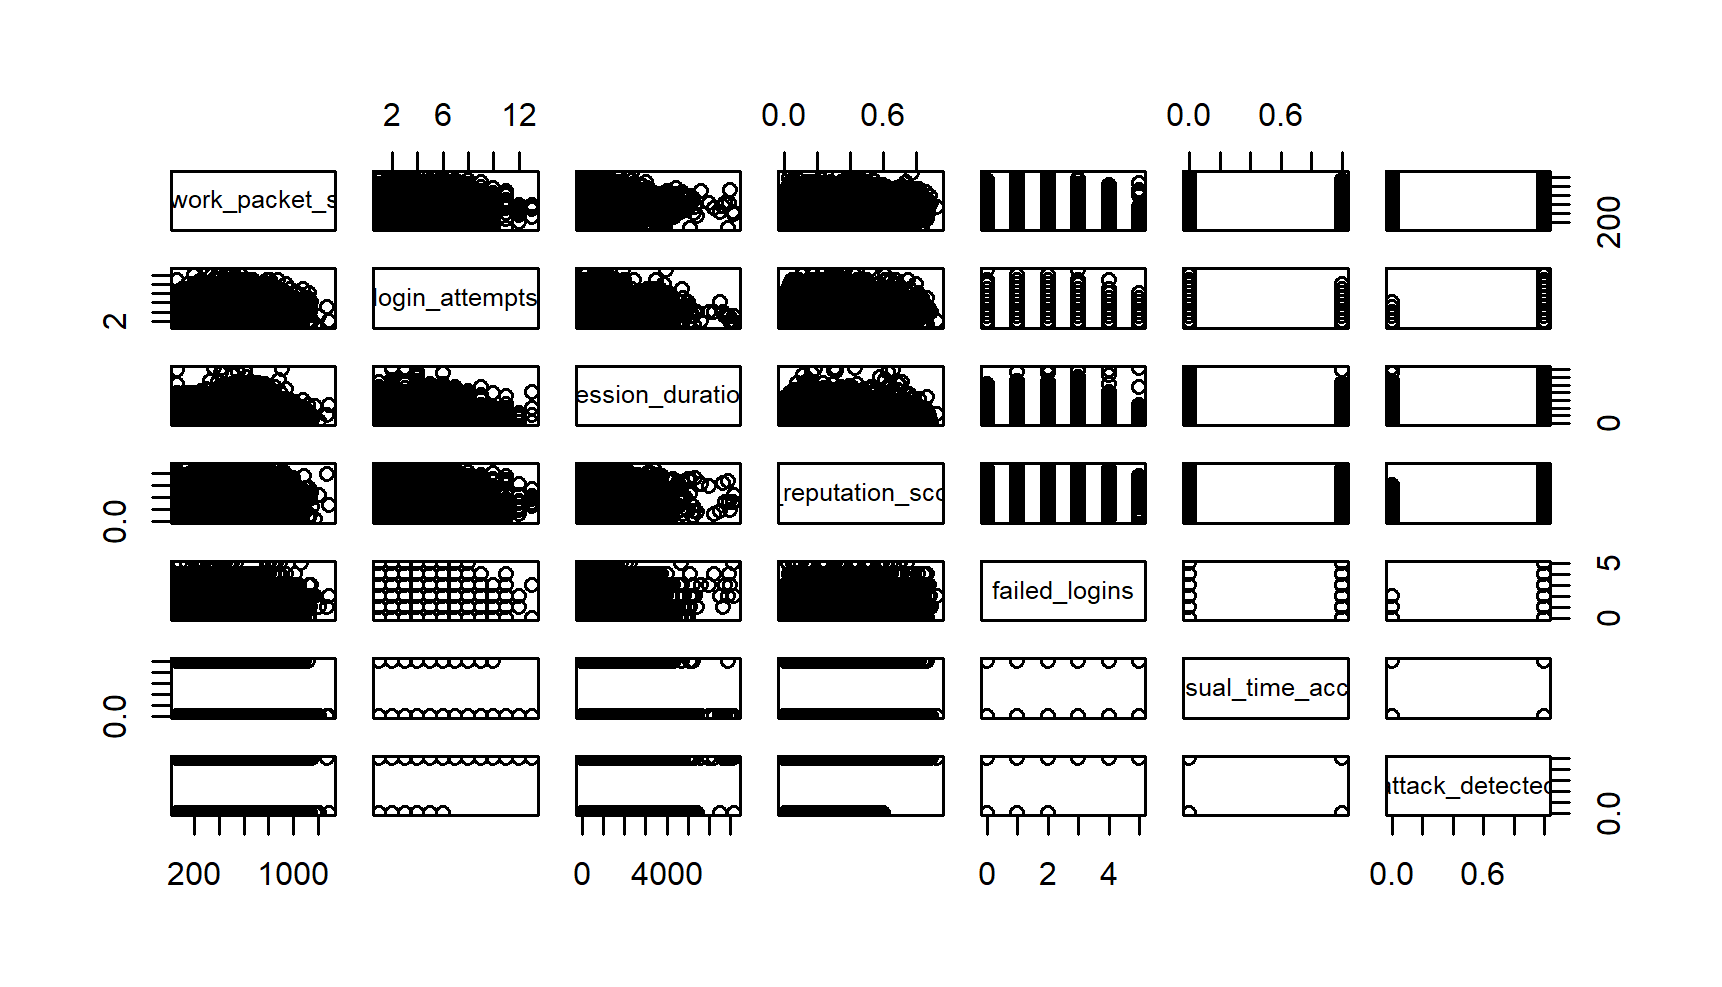 2 6 12 0.0 0.6 0.0 0.6
work_packet_s
200
2
login_attempts
ession_duratio
0
0.0
_reputation_sco
failed_logins
0 5
0.0
sual_time_acc
attack_detected
0.0
200 1000 0 4000 0 2 4 0.0 0.6